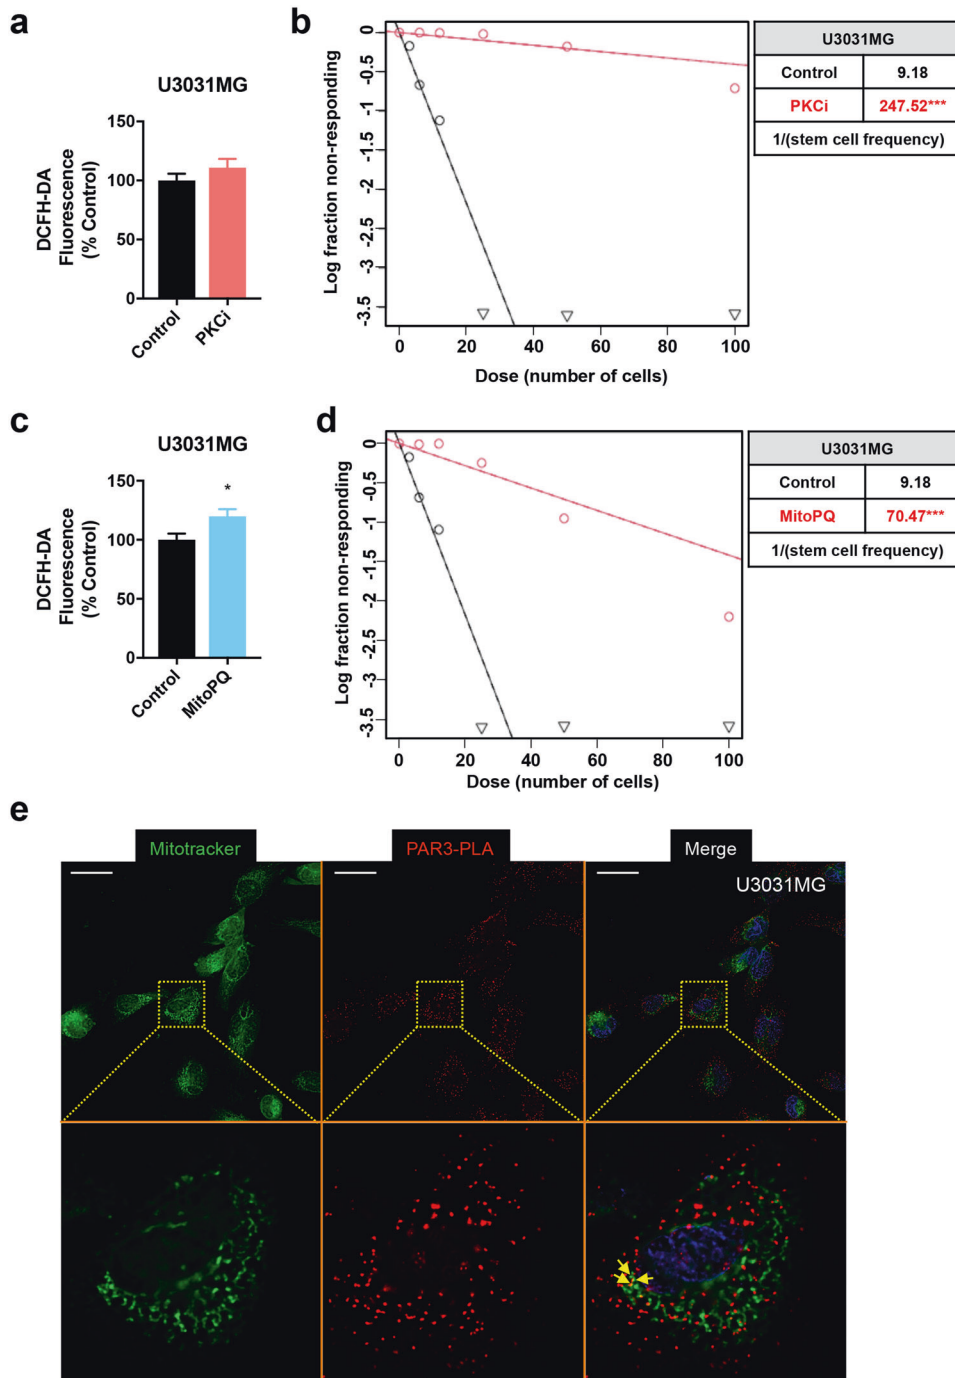 a
U3031MG
DCFH-DA
Fluorescence
(% Control)
150
100
50
0
Control
PKCi
b
Log fraction non-responding
0
-0.5
-1
-1.5
-2
-2.5
-3
-3.5
0 20 40 60 80 100
Dose (number of cells)
U3031MG
Control 9.18
PKCi 247.52***
1/(stem cell frequency)
c
U3031MG
DCFH-DA
Fluorescence
(% Control)
150
100
50
0
*
Control
MitoPQ
d
Log fraction non-responding
0
-0.5
-1
-1.5
-2
-2.5
-3
-3.5
0 20 40 60 80 100
Dose (number of cells)
U3031MG
Control 9.18
MitoPQ 70.47***
1/(stem cell frequency)
e
Mitotracker PAR3-PLA Merge
U3031MG